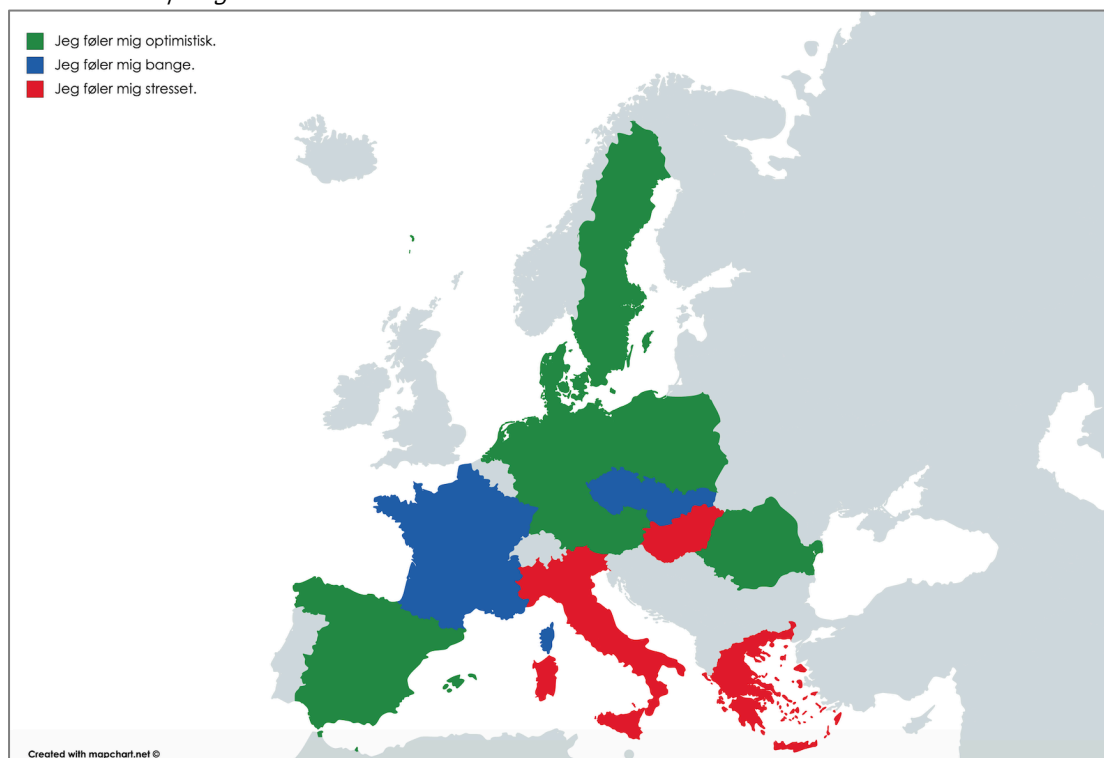 Jeg føler mig optimistisk.
Jeg føler mig bange.
Jeg føler mig stresset.
Created with mapchart.net ©